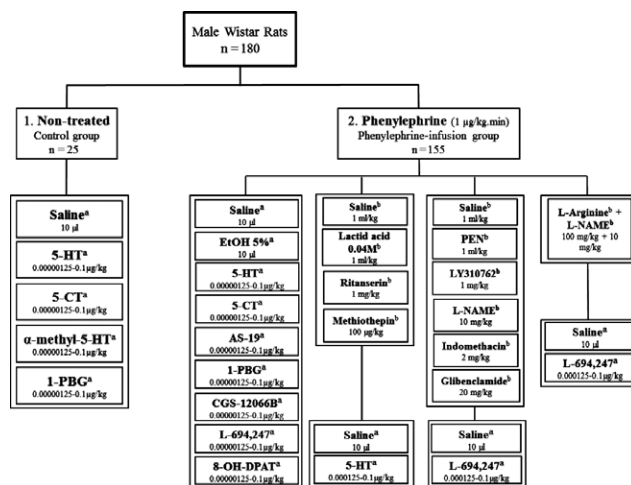 Male Wistar Rats
n = 180
1. Non-treated
Control group
n = 25
2. Phenylephrine (1 µg/kg.min)
Phenylephrine-infusion group
n = 155
Saline^a
10 µl
5-HT^a
0.00000125-0.1µg/kg
5-CT^a
0.00000125-0.1µg/kg
α-methyl-5-HT^a
0.00000125-0.1µg/kg
1-PBG^a
0.00000125-0.1µg/kg
Saline^a
10 µl
EtOH 5%^a
10 µl
5-HT^a
0.00000125-0.1µg/kg
5-CT^a
0.00000125-0.1µg/kg
AS-19^a
0.00000125-0.1µg/kg
1-PBG^a
0.00000125-0.1µg/kg
CGS-12066B^a
0.00000125-0.1µg/kg
L-694,247^a
0.00000125-0.1µg/kg
8-OH-DPAT^a
0.00000125-0.1µg/kg
Saline^b
1 ml/kg
Lactid acid
0.04M^b
1 ml/kg
Ritanserin^b
1 mg/kg
Methiothepin^b
100 µg/kg
Saline^a
10 µl
5-HT^a
0.000125-0.1µg/kg
Saline^b
1 ml/kg
PEN^b
1 ml/kg
LY310762^b
1 mg/kg
L-NAME^b
10 mg/kg
Indomethacin^b
2 mg/kg
Glibenclamide^b
20 mg/kg
Saline^a
10 µl
L-694,247^a
0.000125-0.1µg/kg
L-Arginine^b +
L-NAME^b
100 mg/kg + 10
mg/kg
Saline^a
10 µl
L-694,247^a
0.000125-0.1µg/kg